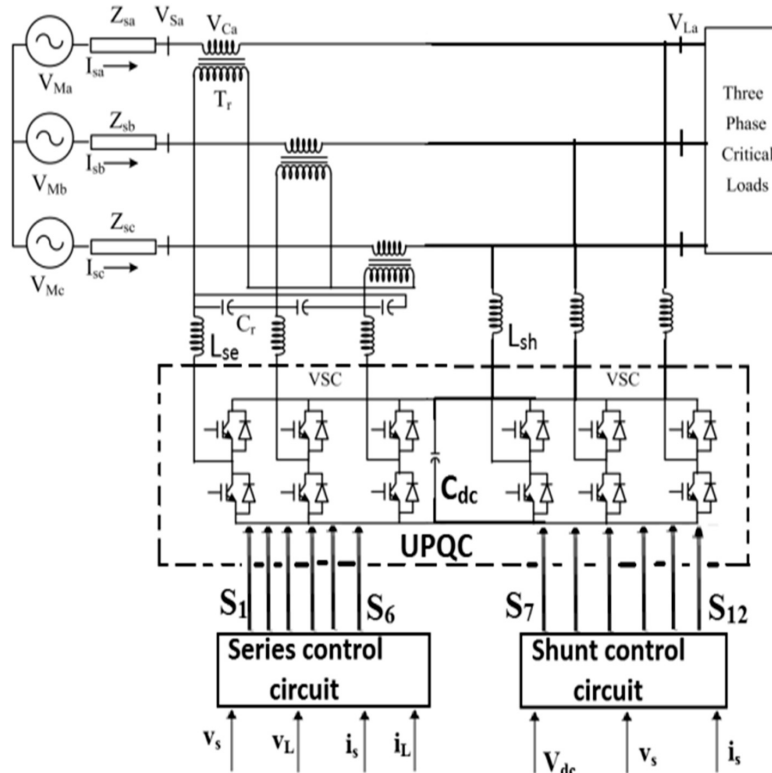 Z_sa V_Sa V_Ca V_La
I_sa
V_Ma T_r
Three
Phase
Critical
Loads
Z_sb
I_sb
V_Mb
Z_sc
I_sc
V_Mc
C_r
L_se L_sh
VSC VSC
C_dc
UPQC
S_1 S_6 S_7 S_12
Series control
circuit
Shunt control
circuit
v_s v_L i_s i_L
V_dc v_s i_s